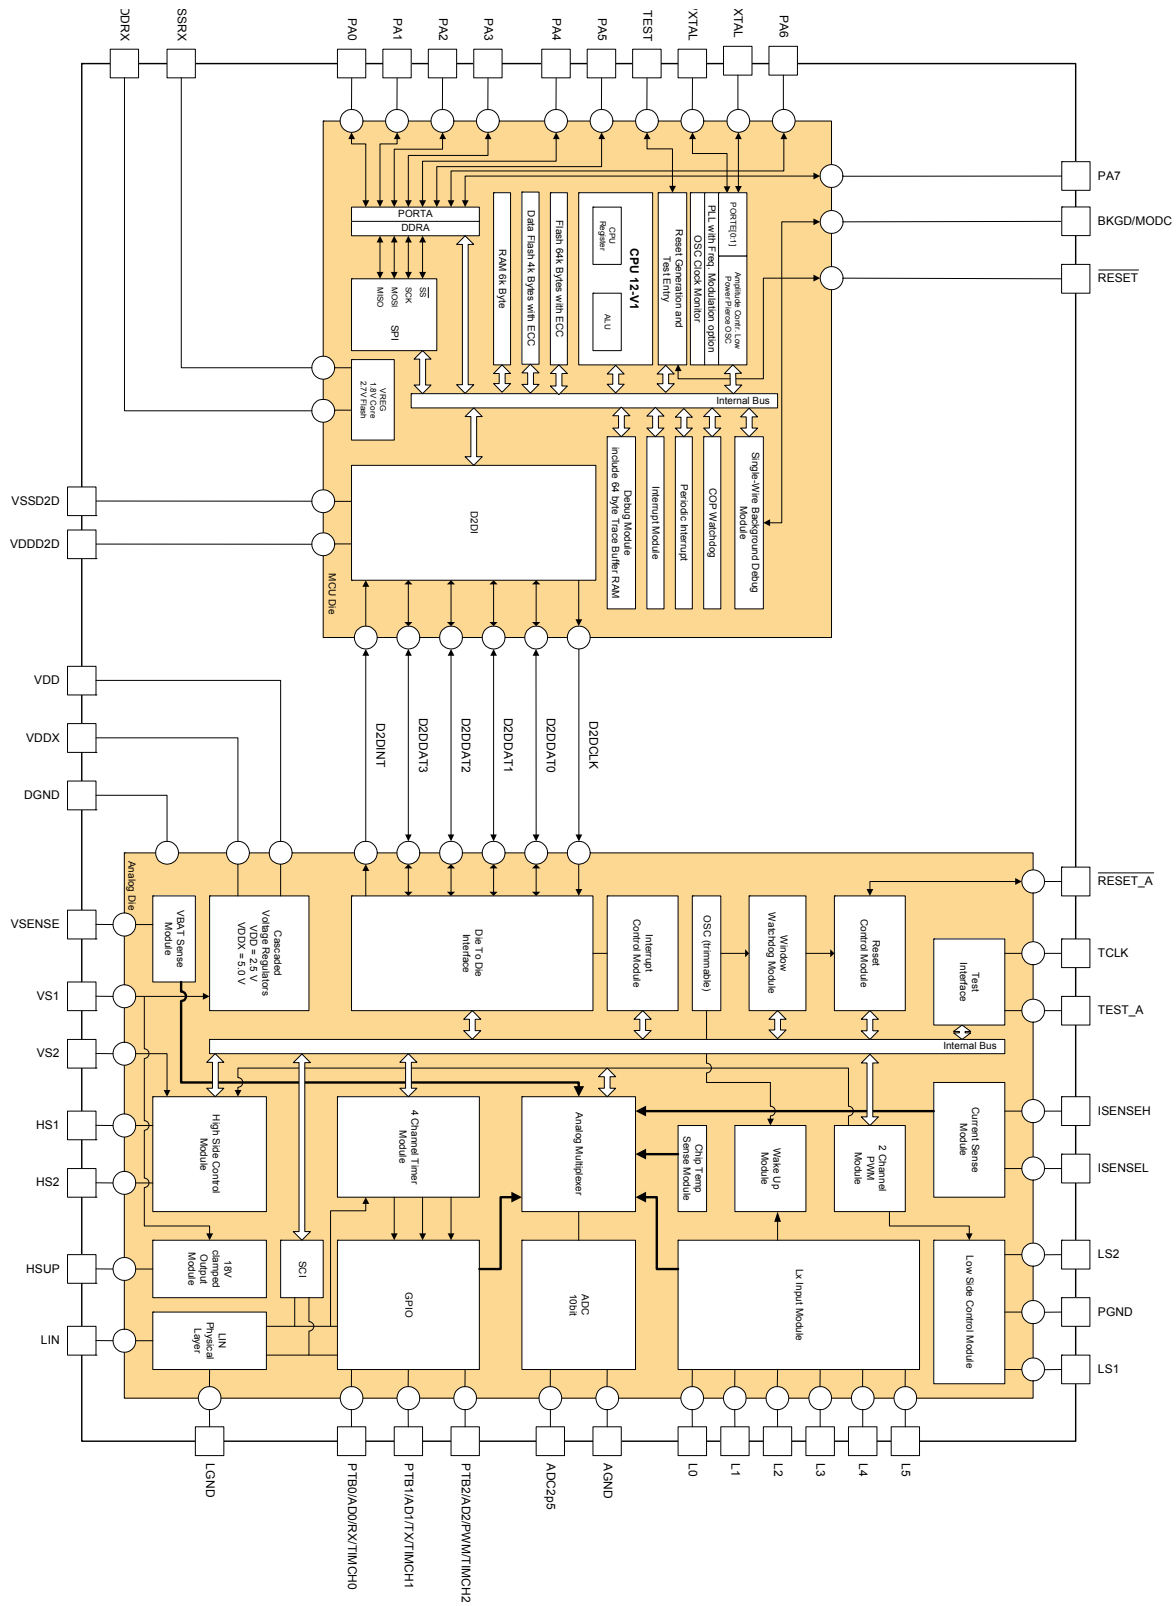 DDRX
SSRX
PA0
PA1
PA2
PA3
PA4
PA5
TEST
XTAL
XTAL
PA6
PA7
BKGD/MODC
RESET
PORTA
DDRA
MISO
MOSI
SCK
SS
SPI
VREG
1.8V Core
2.7V Flash
RAM 6k Byte
Data Flash 4k Bytes with ECC
Flash 64k Bytes with ECC
CPU 12-V1
CPU
Register
ALU
Reset Generation and
Test Entry
PORTE[0:1]
Amplitude Contr. Low
Power Pierce OSC
PLL with Freq. Modulation option
OSC Clock Monitor
Internal Bus
D2DI
Debug Module
include 64 byte Trace Buffer RAM
Interrupt Module
Periodic Interrupt
COP Watchdog
Single-Wire Background Debug
Module
MCU Die
VSSD2D
VDDD2D
VDD
VDDX
DGND
D2DINT
D2DDAT3
D2DDAT2
D2DDAT1
D2DDAT0
D2DCLK
Analog Die
VSENSE
VS1
VS2
HS1
HS2
HSUP
LIN
VBAT Sense
Module
Cascaded
Voltage Regulators
VDD = 2.5 V
VDDX = 5.0 V
Die To Die
Interface
Interrupt
Control Module
OSC (trimmable)
Window
Watchdog Module
Reset
Control Module
Test
Interface
RESET_A
TCLK
TEST_A
Internal Bus
High Side Control
Module
4 Channel Timer
Module
Analog Multiplexer
Chip Temp
Sense Module
Wake Up
Module
2 Channel
PWM
Module
Current Sense
Module
ISENSEH
ISENSEL
18V
clamped
Output
Module
SCI
GPIO
ADC
10bit
Lx Input Module
Low Side Control Module
LIN
Physical
Layer
LS2
PGND
LS1
LGND
PTB0/AD0/RX/TIMCH0
PTB1/AD1/TX/TIMCH1
PTB2/AD2/PWM/TIMCH2
ADC2p5
AGND
L0
L1
L2
L3
L4
L5